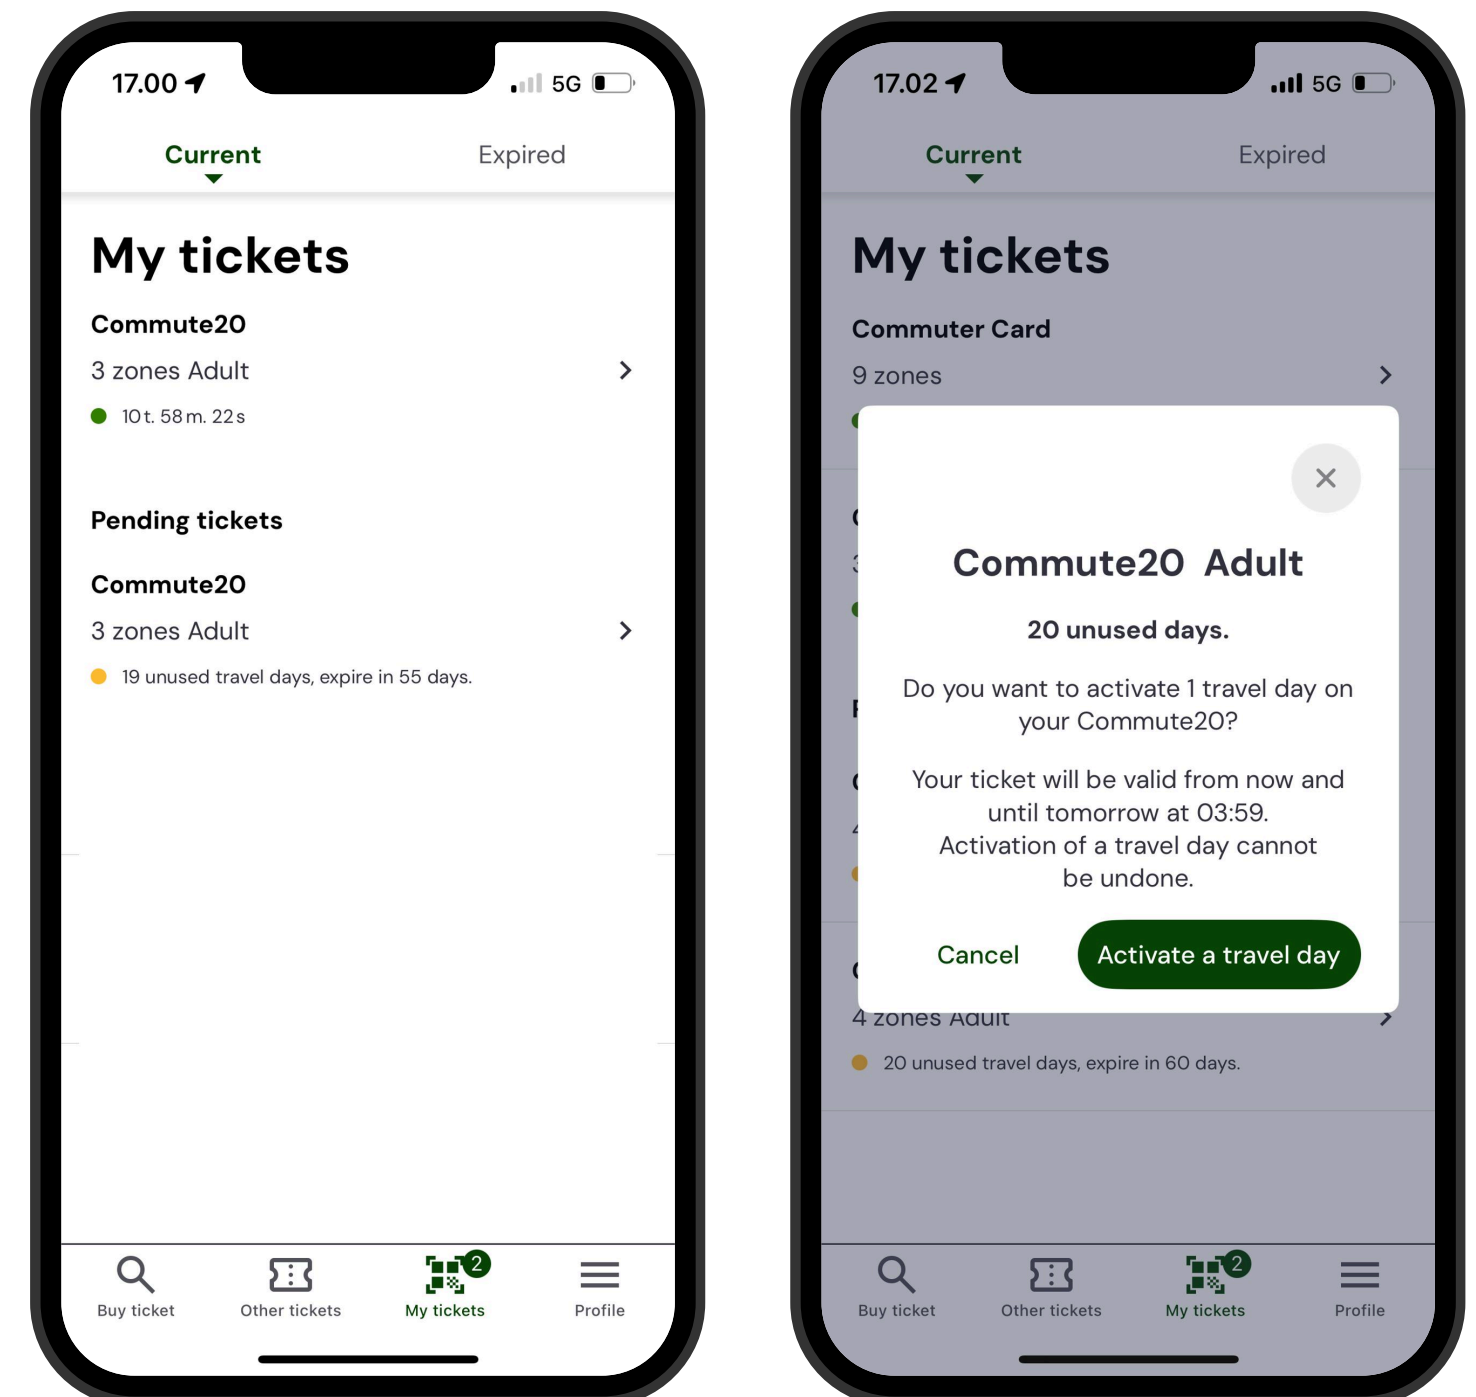 17.00
5G
Current
Expired
My tickets
Commute20
3 zones Adult
10 t. 58 m. 22 s
Pending tickets
Commute20
3 zones Adult
19 unused travel days, expire in 55 days.
Buy ticket
Other tickets
2
My tickets
Profile
17.02
5G
Current
Expired
My tickets
Commuter Card
9 zones
Commute20 Adult
20 unused days.
Do you want to activate 1 travel day on
your Commute20?
Your ticket will be valid from now and
until tomorrow at 03:59.
Activation of a travel day cannot
be undone.
Cancel
Activate a travel day
4 zones Adult
20 unused travel days, expire in 60 days.
Buy ticket
Other tickets
2
My tickets
Profile